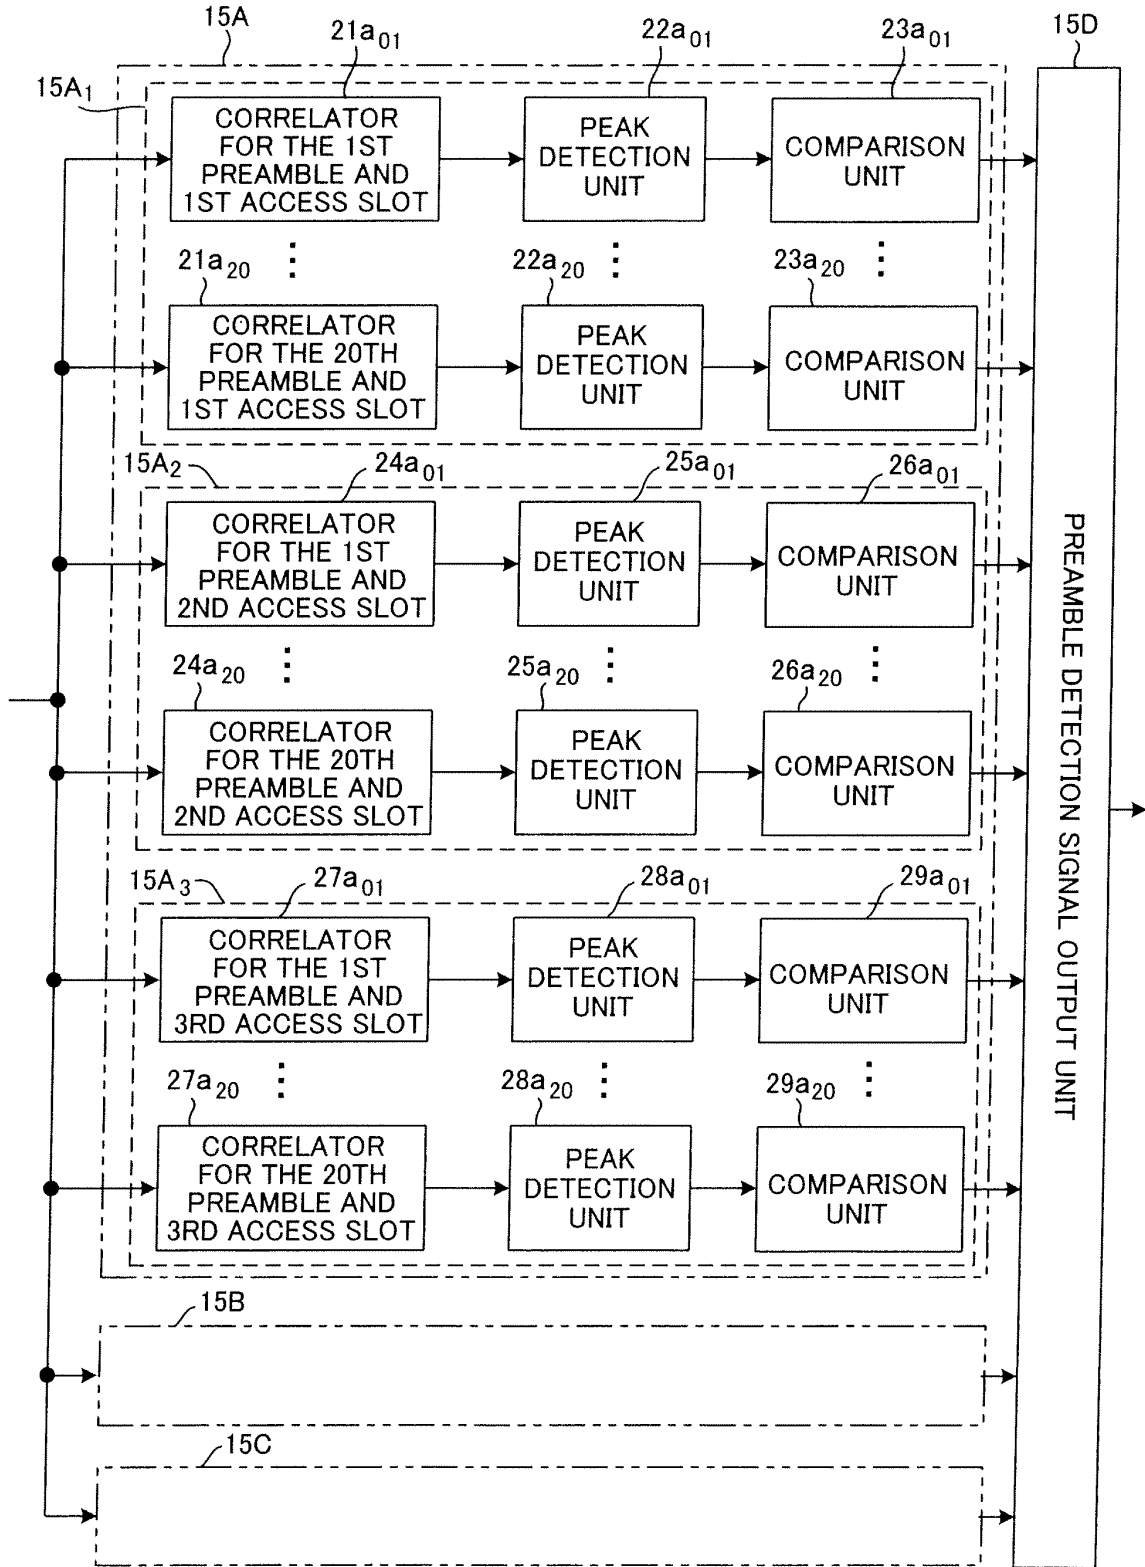 15A
21a01
22a01
23a01
15D
15A1
CORRELATOR
FOR THE 1ST
PREAMBLE AND
1ST ACCESS SLOT
PEAK
DETECTION
UNIT
COMPARISON
UNIT
21a20
22a20
23a20
CORRELATOR
FOR THE 20TH
PREAMBLE AND
1ST ACCESS SLOT
PEAK
DETECTION
UNIT
COMPARISON
UNIT
15A2
24a01
25a01
26a01
CORRELATOR
FOR THE 1ST
PREAMBLE AND
2ND ACCESS SLOT
PEAK
DETECTION
UNIT
COMPARISON
UNIT
24a20
25a20
26a20
CORRELATOR
FOR THE 20TH
PREAMBLE AND
2ND ACCESS SLOT
PEAK
DETECTION
UNIT
COMPARISON
UNIT
15A3
27a01
28a01
29a01
CORRELATOR
FOR THE 1ST
PREAMBLE AND
3RD ACCESS SLOT
PEAK
DETECTION
UNIT
COMPARISON
UNIT
27a20
28a20
29a20
CORRELATOR
FOR THE 20TH
PREAMBLE AND
3RD ACCESS SLOT
PEAK
DETECTION
UNIT
COMPARISON
UNIT
PREAMBLE DETECTION SIGNAL OUTPUT UNIT
15B
15C